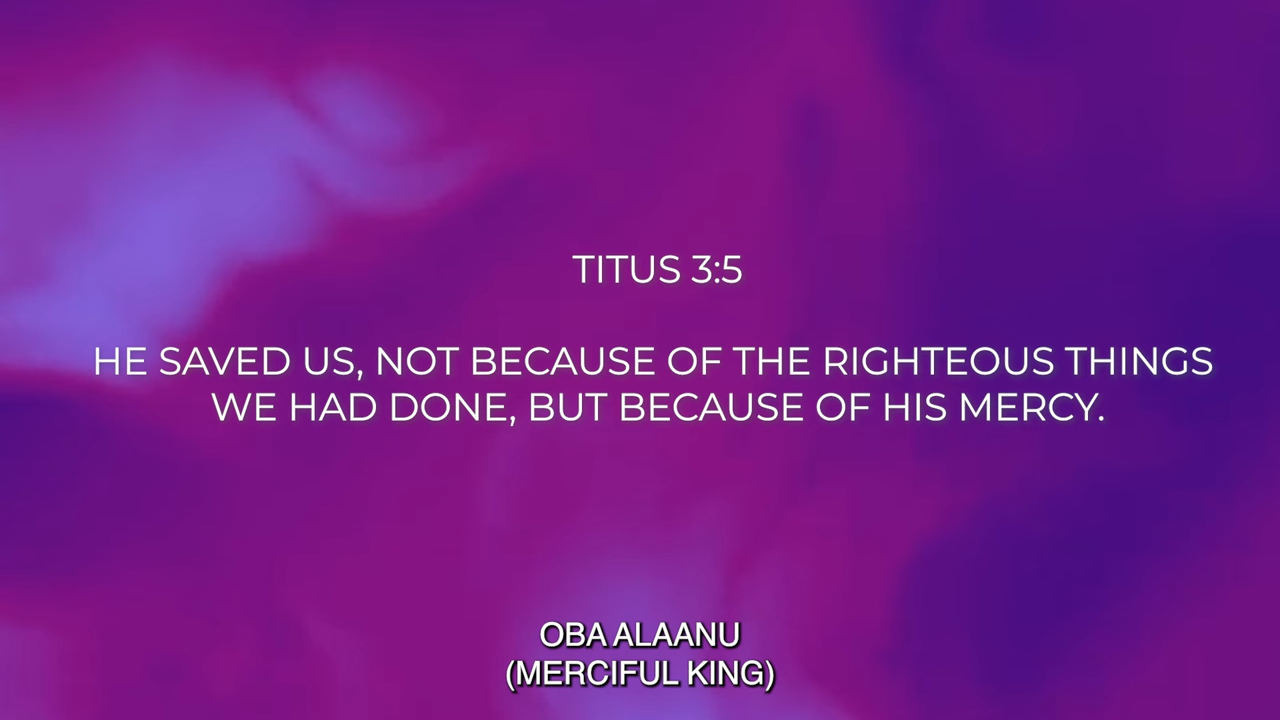 TITUS 3:5
HE SAVED US, NOT BECAUSE OF THE RIGHTEOUS THINGS
WE HAD DONE, BUT BECAUSE OF HIS MERCY.
OBA ALAANU
(MERCIFUL KING)